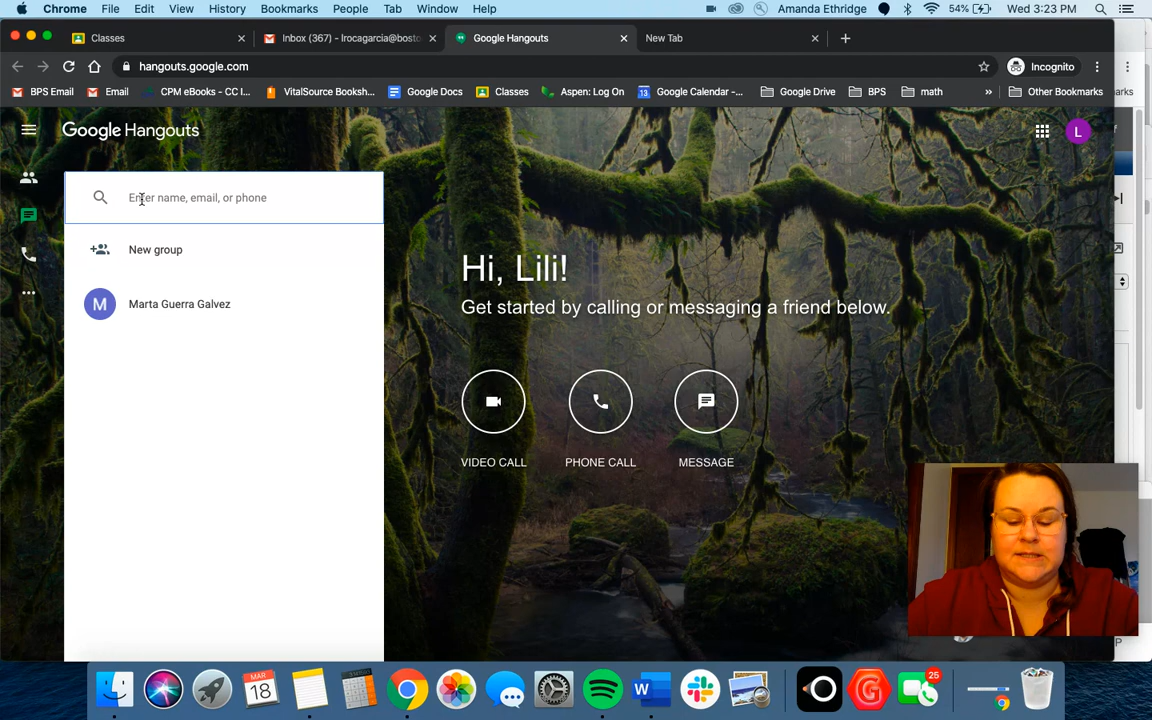 Chrome File Edit View History Bookmarks People Tab Window Help 54% Amanda Ethridge Wed 3:23 PM
Classes Inbox (367) - lrocagarcia@bosto Google Hangouts New Tab
hangouts.google.com Incognito
BPS Email Email CPM eBooks - CC I... VitalSource Booksh... Google Docs Classes Aspen: Log On 13 Google Calendar -... Google Drive BPS math » Other Bookmarks arks
Google Hangouts L
Enter name, email, or phone
New group
M Marta Guerra Galvez
Hi, Lili!
Get started by calling or messaging a friend below.
VIDEO CALL PHONE CALL MESSAGE
MAR
18
W
G
25